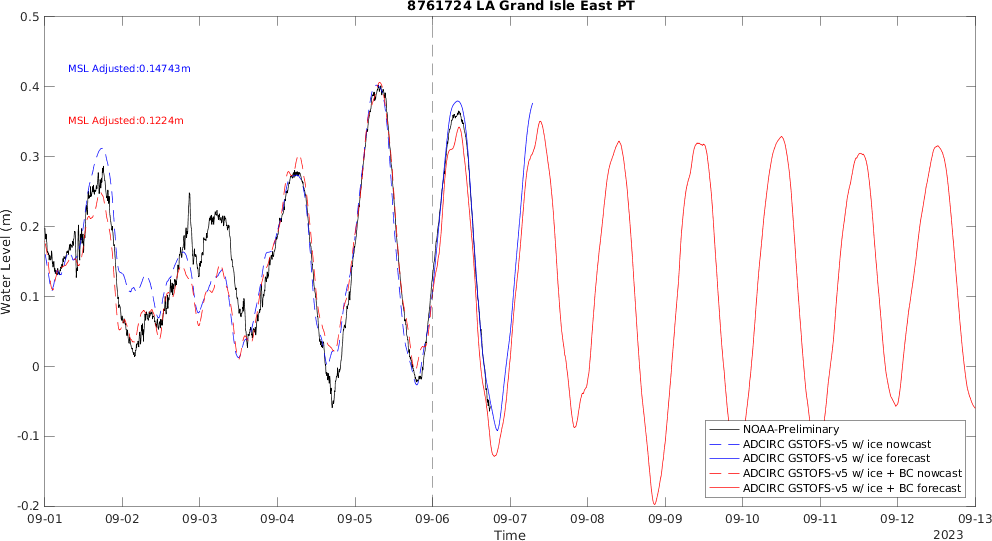 8761724 LA Grand Isle East PT
0.5
0.4
0.3
0.2
0.1
0
-0.1
-0.2
Water Level (m)
MSL Adjusted:0.14743m
MSL Adjusted:0.1224m
NOAA-Preliminary
ADCIRC GSTOFS-v5 w/ ice nowcast
ADCIRC GSTOFS-v5 w/ ice forecast
ADCIRC GSTOFS-v5 w/ ice + BC nowcast
ADCIRC GSTOFS-v5 w/ ice + BC forecast
09-01 09-02 09-03 09-04 09-05 09-06 09-07 09-08 09-09 09-10 09-11 09-12 09-13
Time
2023